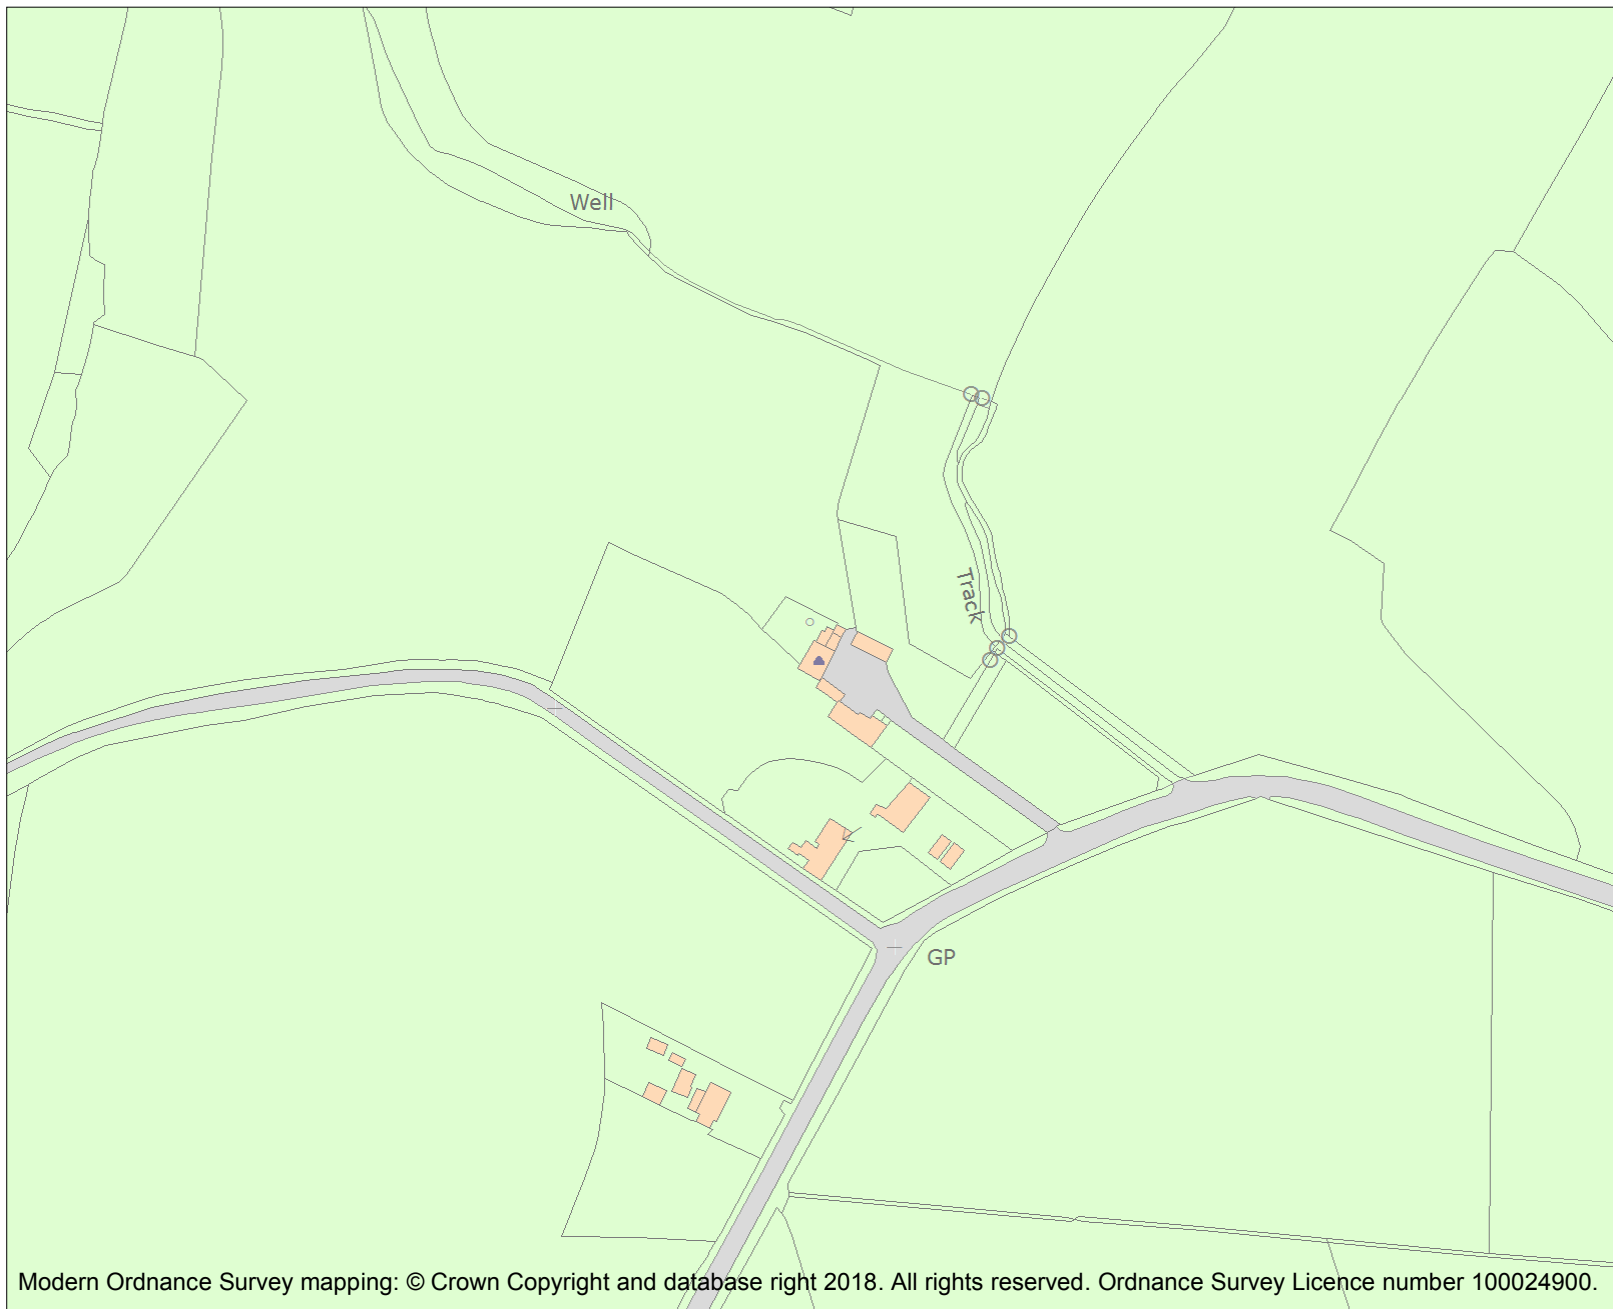 Well
Track
GP
Modern Ordnance Survey mapping: © Crown Copyright and database right 2018. All rights reserved. Ordnance Survey Licence number 100024900.